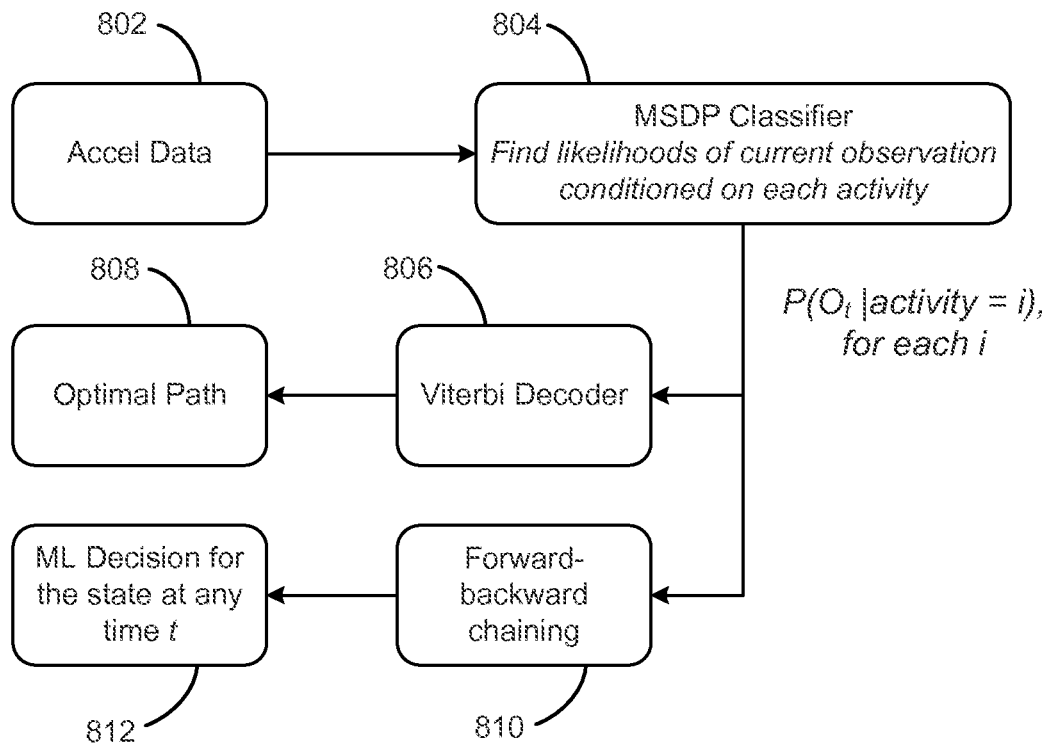 802
804
Accel Data
MSDP Classifier
Find likelihoods of current observation
conditioned on each activity
808
806
P(Oₜ |activity = i),
for each i
Optimal Path
Viterbi Decoder
ML Decision for
the state at any
time t
Forward-
backward
chaining
812
810